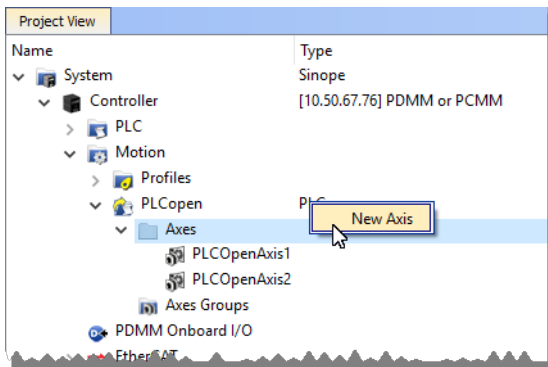 Project View
Name Type
System Sinope
Controller [10.50.67.76] PDMM or PCMM
PLC
Motion
Profiles
PLCopen
New Axis
Axes
PLCOpenAxis1
PLCOpenAxis2
Axes Groups
PDMM Onboard I/O
EtherCAT